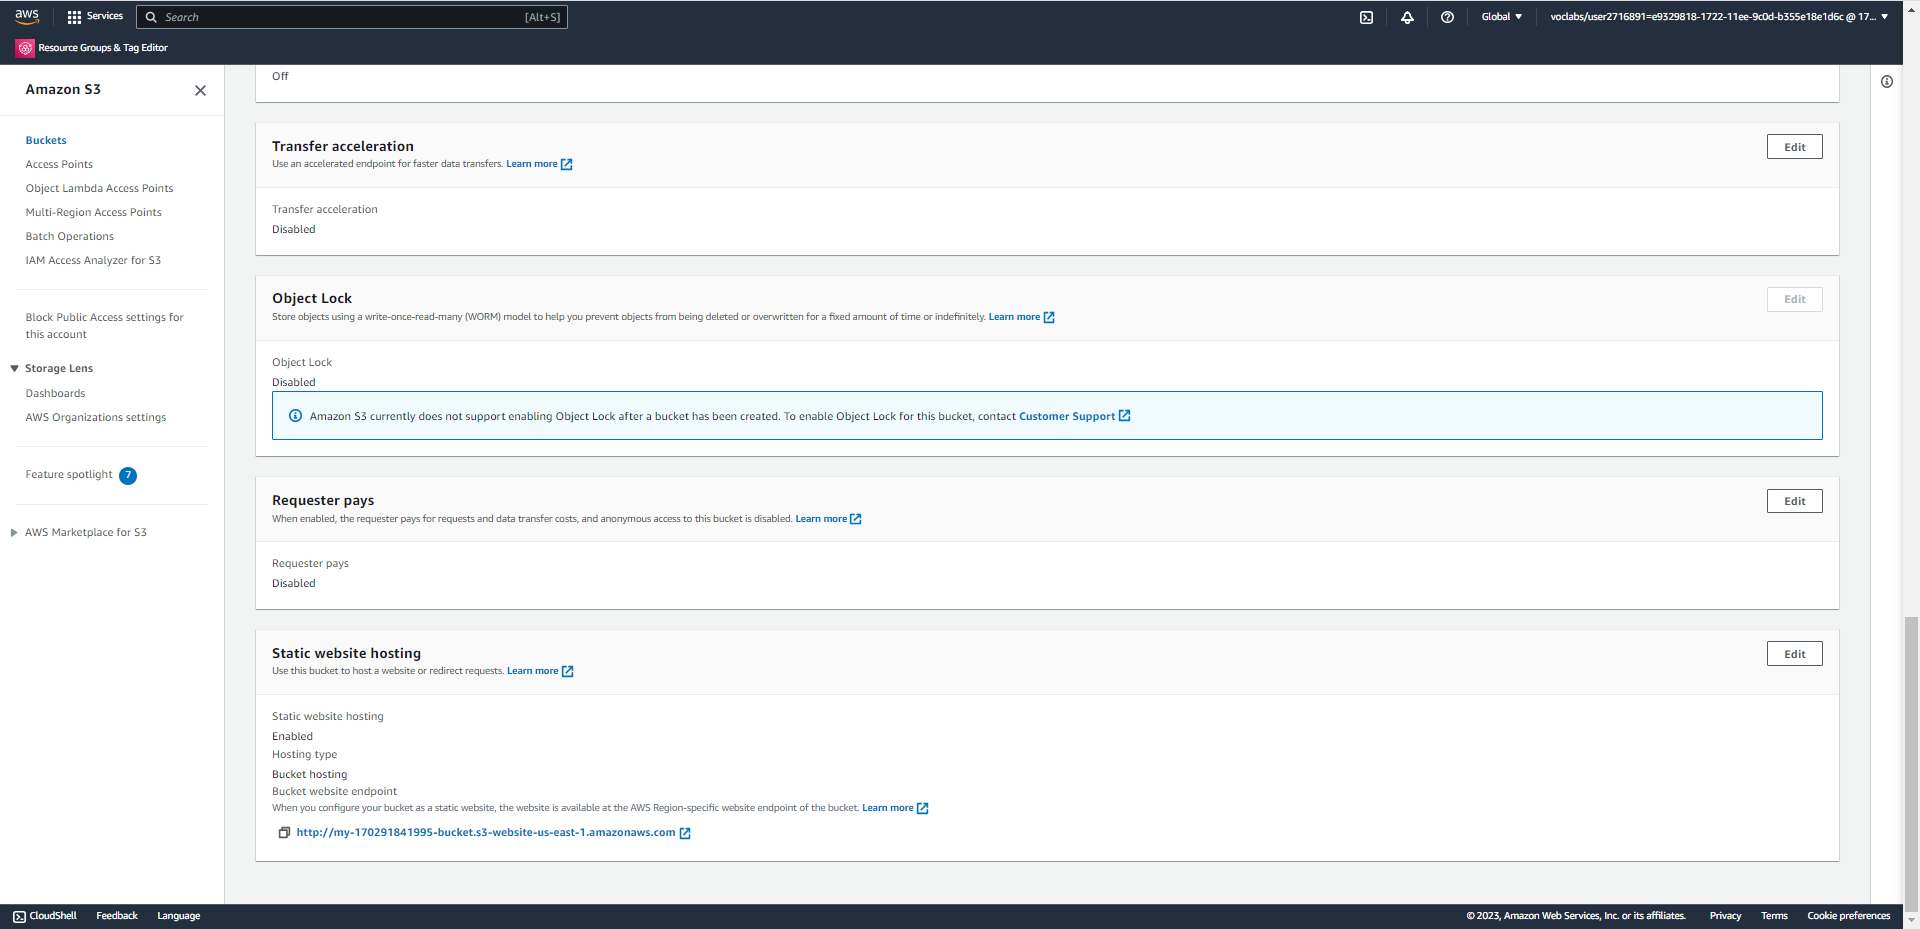 aws
Services
Search
[Alt+S]
Global
voclabs/user2716891=e9329818-1722-11ee-9c0d-b355e18e1d6c @ 17...
Resource Groups & Tag Editor
Amazon S3
Buckets
Access Points
Object Lambda Access Points
Multi-Region Access Points
Batch Operations
IAM Access Analyzer for S3
Block Public Access settings for
this account
Storage Lens
Dashboards
AWS Organizations settings
Feature spotlight 7
AWS Marketplace for S3
Off
Transfer acceleration
Edit
Use an accelerated endpoint for faster data transfers. Learn more
Transfer acceleration
Disabled
Object Lock
Edit
Store objects using a write-once-read-many (WORM) model to help you prevent objects from being deleted or overwritten for a fixed amount of time or indefinitely. Learn more
Object Lock
Disabled
Amazon S3 currently does not support enabling Object Lock after a bucket has been created. To enable Object Lock for this bucket, contact Customer Support
Requester pays
Edit
When enabled, the requester pays for requests and data transfer costs, and anonymous access to this bucket is disabled. Learn more
Requester pays
Disabled
Static website hosting
Edit
Use this bucket to host a website or redirect requests. Learn more
Static website hosting
Enabled
Hosting type
Bucket hosting
Bucket website endpoint
When you configure your bucket as a static website, the website is available at the AWS Region-specific website endpoint of the bucket. Learn more
http://my-170291841995-bucket.s3-website-us-east-1.amazonaws.com
CloudShell
Feedback
Language
© 2023, Amazon Web Services, Inc. or its affiliates.
Privacy
Terms
Cookie preferences